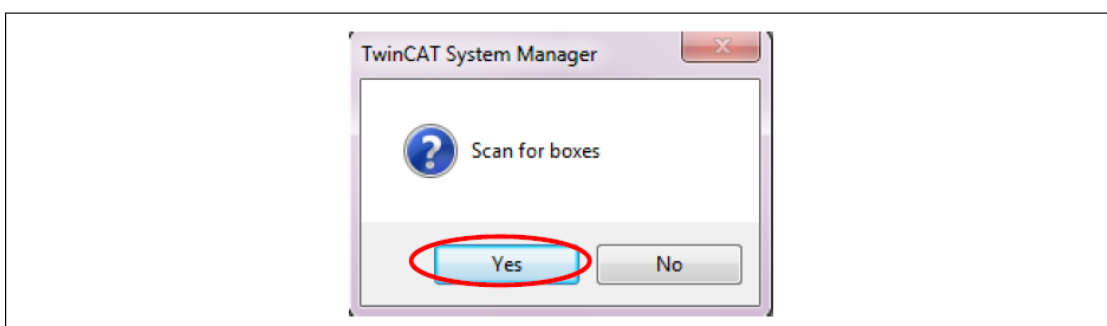 TwinCAT System Manager
Scan for boxes
Yes
No